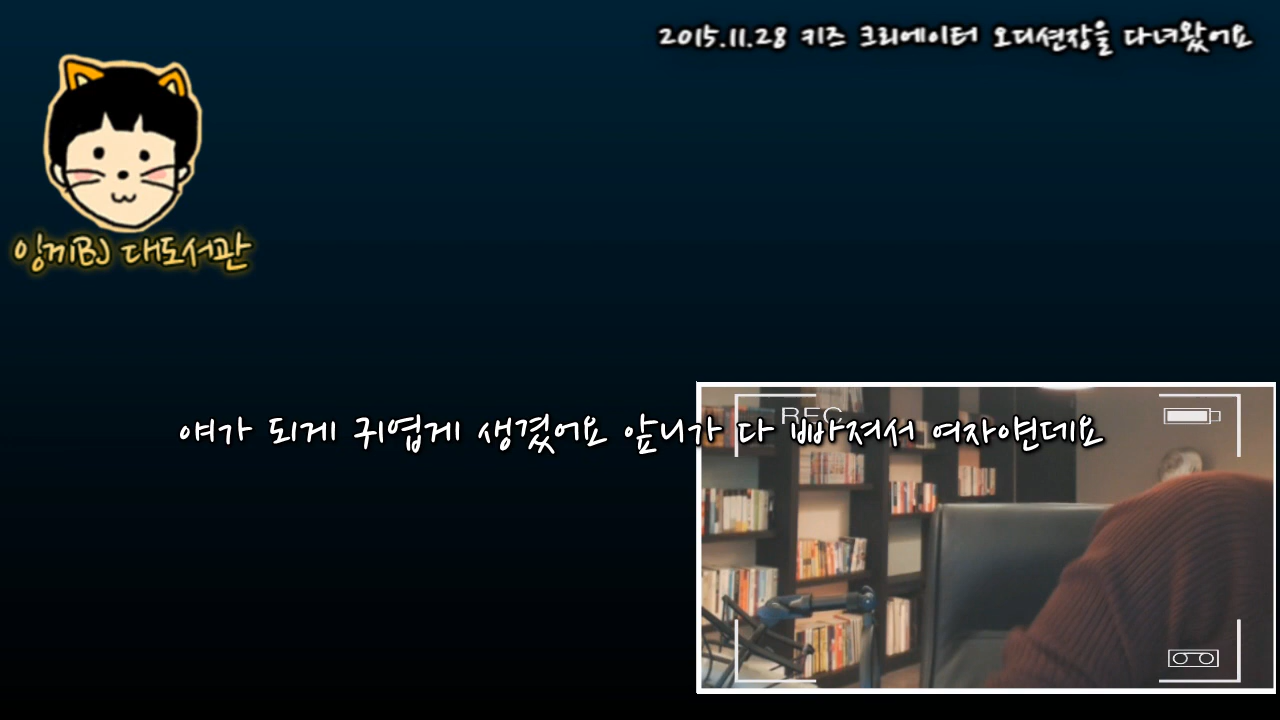 2015.11.28 키즈 크리에이터 오디션장을 다녀왔어요
잉끼BJ 대도서관
REC
얘가 되게 귀엽게 생겼어요 앞니가 다 빠져서 여자얜데요